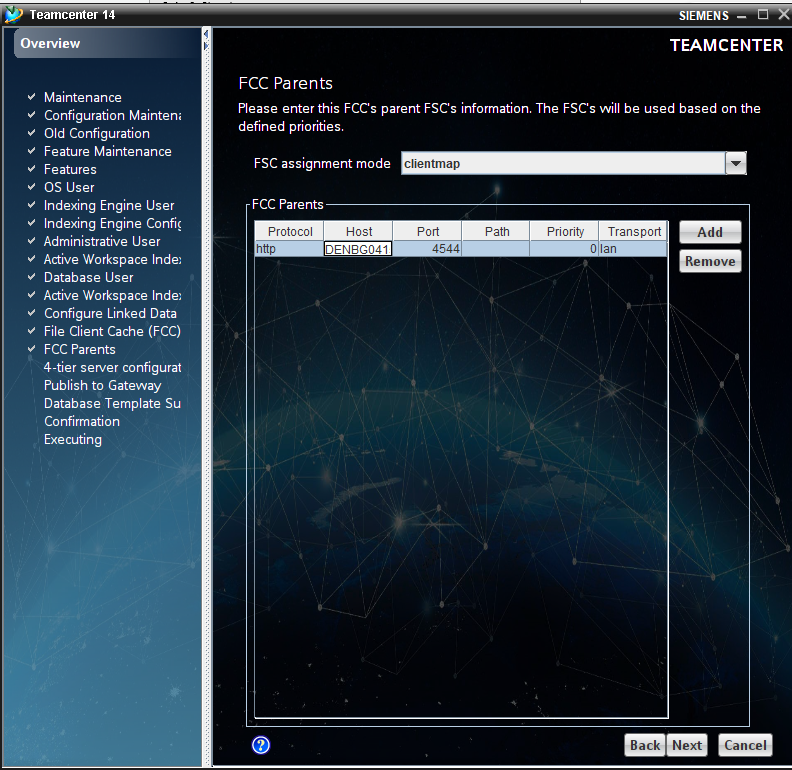 Teamcenter 14
SIEMENS
Overview
TEAMCENTER
Maintenance
Configuration Maintena
Old Configuration
Feature Maintenance
Features
OS User
Indexing Engine User
Indexing Engine Config
Administrative User
Active Workspace Index
Database User
Active Workspace Index
Configure Linked Data
File Client Cache (FCC)
FCC Parents
4-tier server configurat
Publish to Gateway
Database Template Su
Confirmation
Executing
FCC Parents
Please enter this FCC's parent FSC's information. The FSC's will be used based on the
defined priorities.
FSC assignment mode clientmap
FCC Parents
Protocol Host Port Path Priority Transport
http DENBG041 4544 0 lan
Add
Remove
?
Back Next Cancel